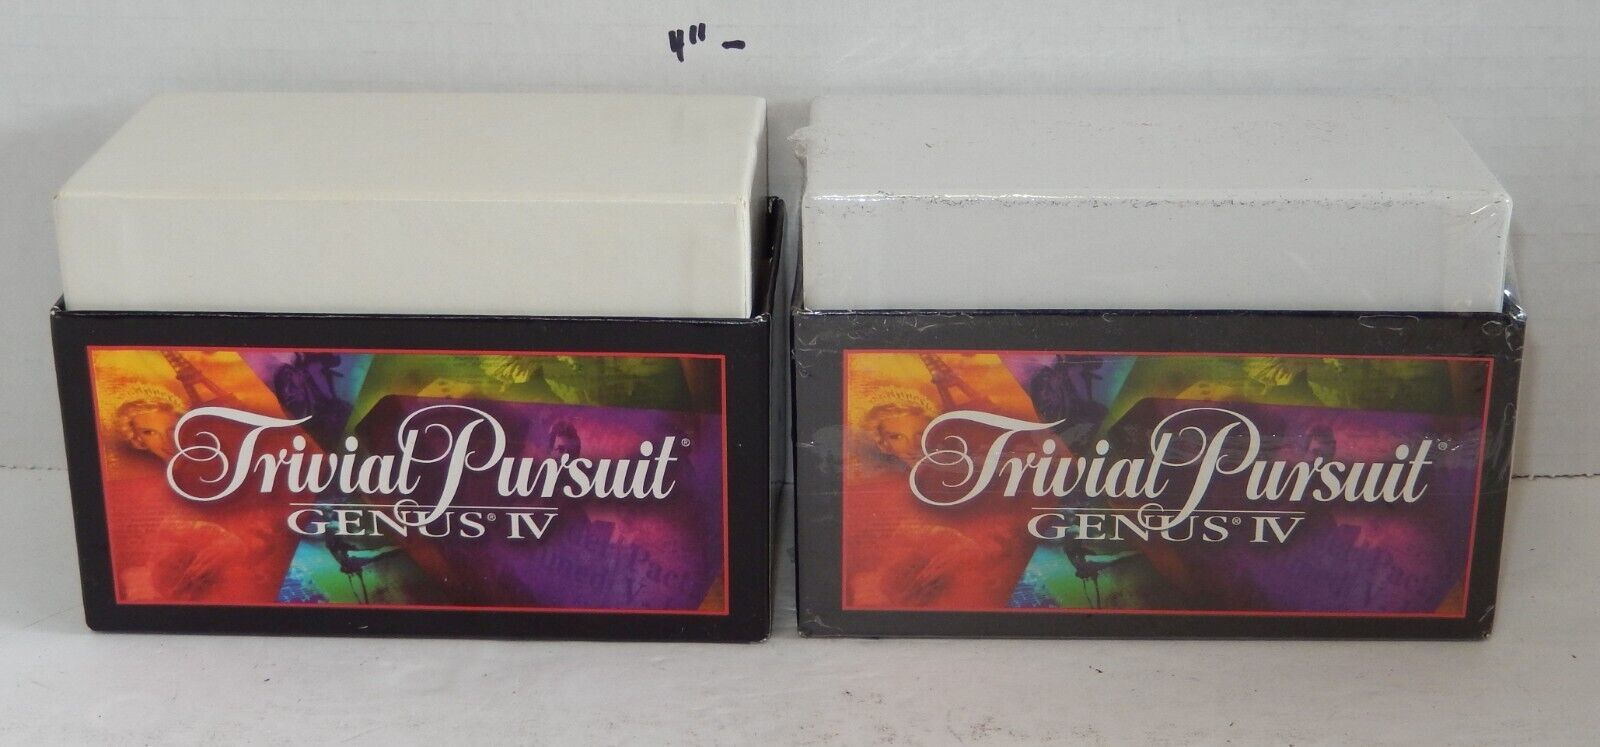 4" -
Trivial Pursuit®
GENUS® IV
Trivial Pursuit®
GENUS® IV